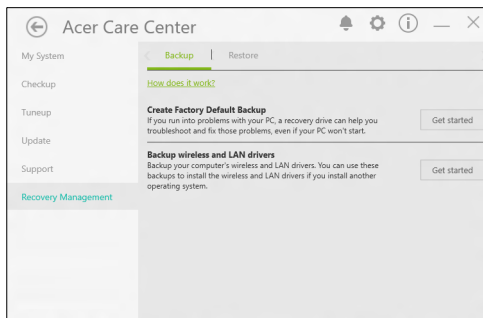 Acer Care Center
My System
Checkup
Tuneup
Update
Support
Recovery Management
Backup
Restore
How does it work?
Create Factory Default Backup
If you run into problems with your PC, a recovery drive can help you
troubleshoot and fix those problems, even if your PC won't start.
Get started
Backup wireless and LAN drivers
Backup your computer's wireless and LAN drivers. You can use these
backups to install the wireless and LAN drivers if you install another
operating system.
Get started